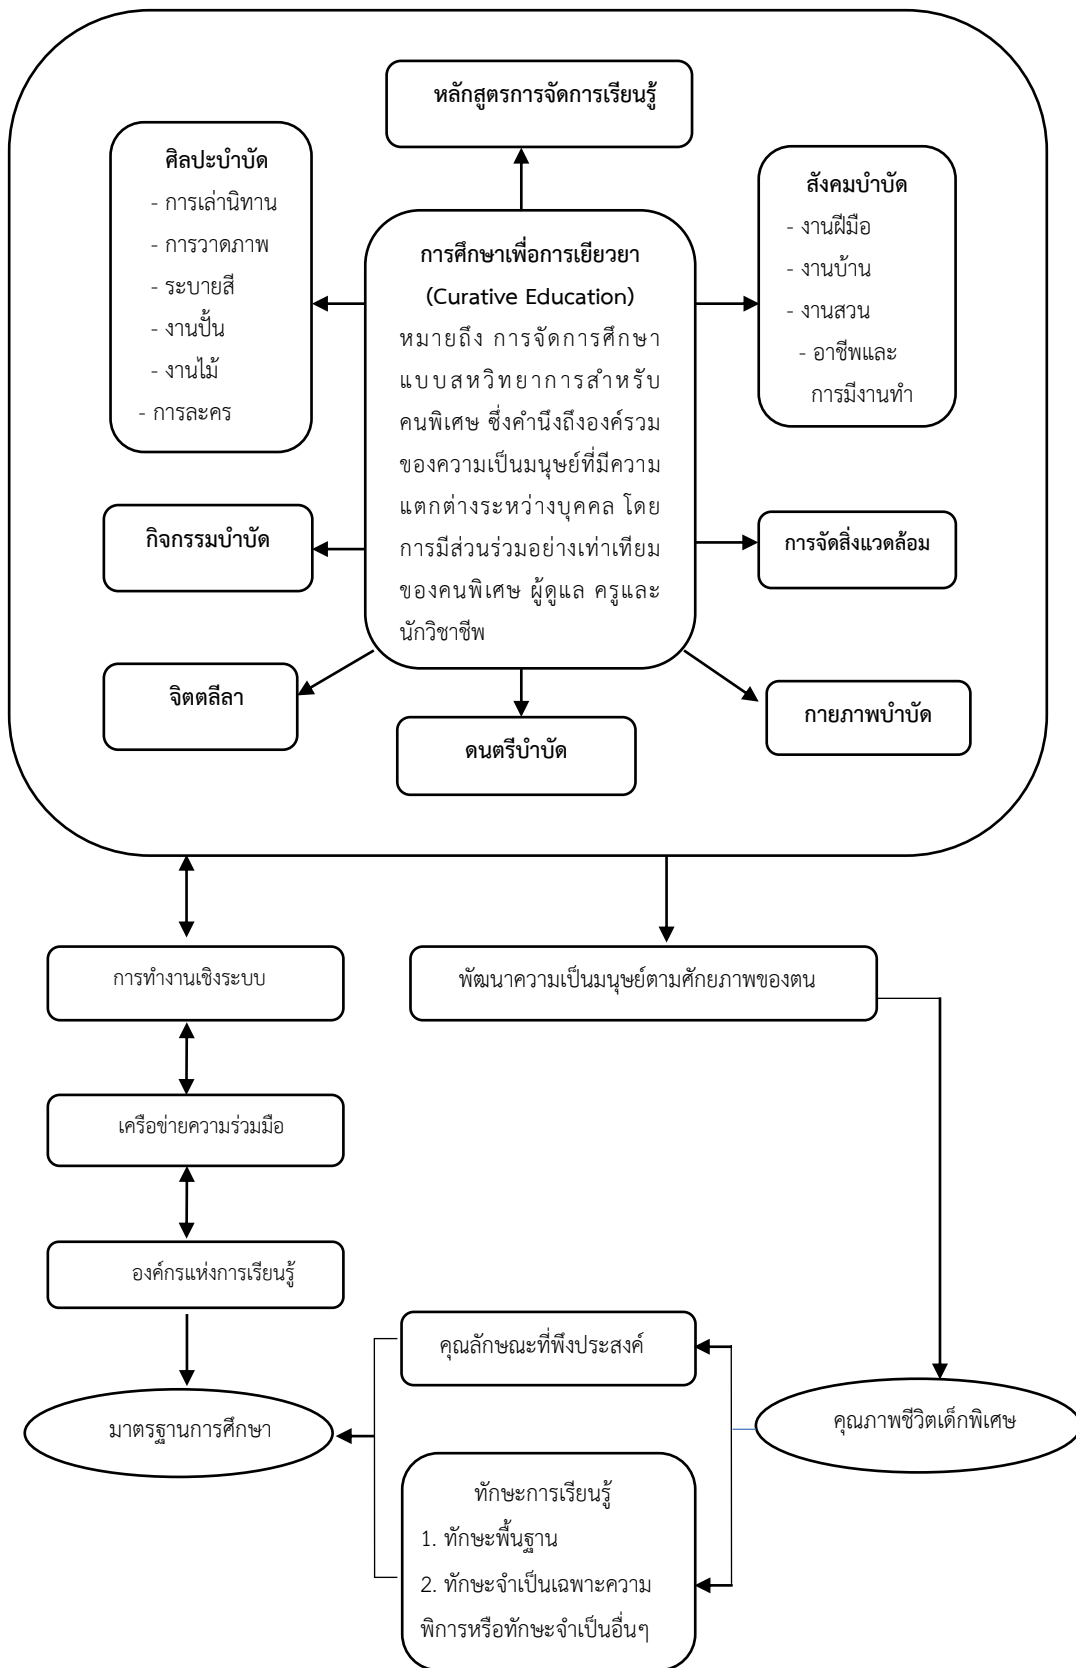 หลักสูตรการจัดการเรียนรู้
ศิลปะบำบัด
- การเล่านิทาน
- การวาดภาพ
- ระบายสี
- งานปั้น
- งานไม้
- การละคร
การศึกษาเพื่อการเยียวยา
(Curative Education)
หมายถึง การจัดการศึกษา
แบบสหวิทยาการสำหรับ
คนพิเศษ ซึ่งคำนึงถึงองค์รวม
ของความเป็นมนุษย์ที่มีความ
แตกต่างระหว่างบุคคล โดย
การมีส่วนร่วมอย่างเท่าเทียม
ของคนพิเศษ ผู้ดูแล ครูและ
นักวิชาชีพ
สังคมบำบัด
- งานฝีมือ
- งานบ้าน
- งานสวน
- อาชีพและ
การมีงานทำ
กิจกรรมบำบัด
การจัดสิ่งแวดล้อม
จิตตลีลา
ดนตรีบำบัด
กายภาพบำบัด
การทำงานเชิงระบบ
พัฒนาความเป็นมนุษย์ตามศักยภาพของตน
เครือข่ายความร่วมมือ
องค์กรแห่งการเรียนรู้
คุณลักษณะที่พึงประสงค์
มาตรฐานการศึกษา
คุณภาพชีวิตเด็กพิเศษ
ทักษะการเรียนรู้
1. ทักษะพื้นฐาน
2. ทักษะจำเป็นเฉพาะความ
พิการหรือทักษะจำเป็นอื่นๆ